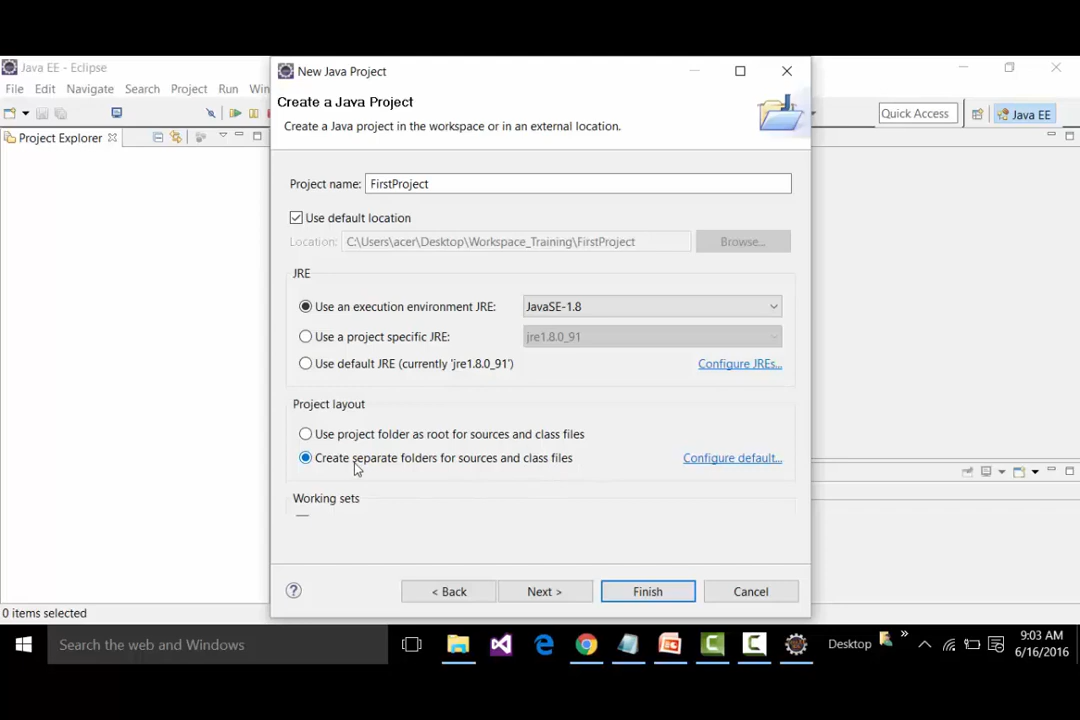 Java EE - Eclipse
New Java Project
File Edit Navigate Search Project Run Win
Create a Java Project
Create a Java project in the workspace or in an external location.
Quick Access
Java EE
Project Explorer
Project name: FirstProject
Use default location
Location: C:\Users\acer\Desktop\Workspace_Training\FirstProject Browse...
JRE
Use an execution environment JRE: JavaSE-1.8
Use a project specific JRE: jre1.8.0_91
Use default JRE (currently 'jre1.8.0_91') Configure JREs...
Project layout
Use project folder as root for sources and class files
Create separate folders for sources and class files Configure default...
Working sets
? < Back Next > Finish Cancel
0 items selected
Search the web and Windows
Desktop
9:03 AM
6/16/2016